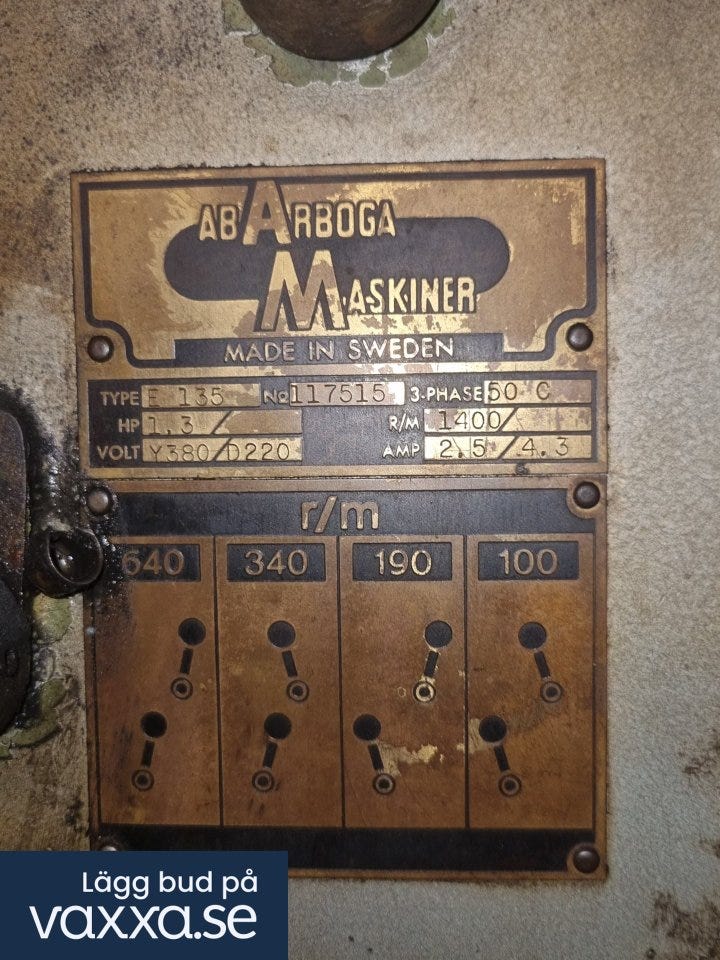 AB ARBOGA
MASKINER
MADE IN SWEDEN
TYPE E 135 No 117515 3-PHASE 50 C
HP 1.3 / R/M 1400 /
VOLT Y380/D220 AMP 2.5/4.3
r/m
640 340 190 100
Lägg bud på
vaxxa.se